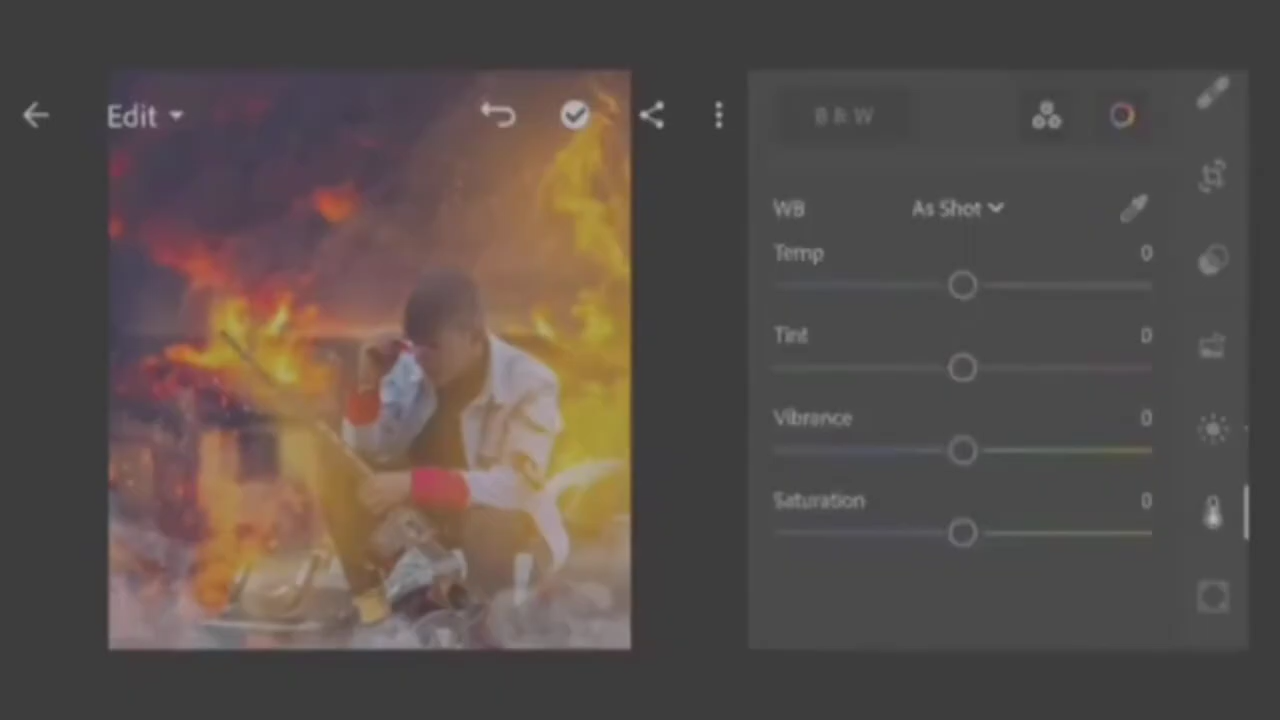 Edit
B & W
WB As Shot
Temp 0
Tint 0
Vibrance 0
Saturation 0